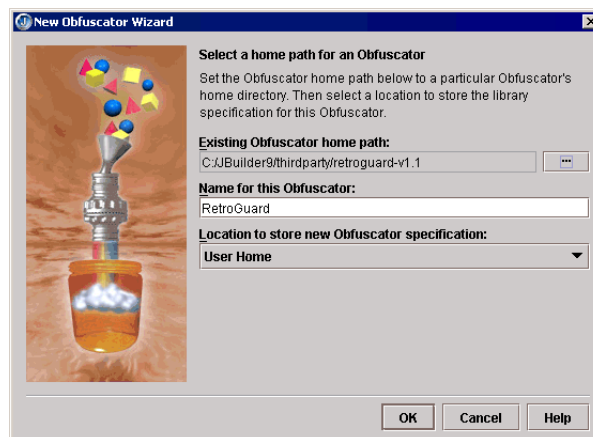 New Obfuscator Wizard
Select a home path for an Obfuscator
Set the Obfuscator home path below to a particular Obfuscator's
home directory. Then select a location to store the library
specification for this Obfuscator.
Existing Obfuscator home path:
C:/JBuilder9/thirdparty/retroguard-v1.1
...
Name for this Obfuscator:
RetroGuard
Location to store new Obfuscator specification:
User Home
OK Cancel Help